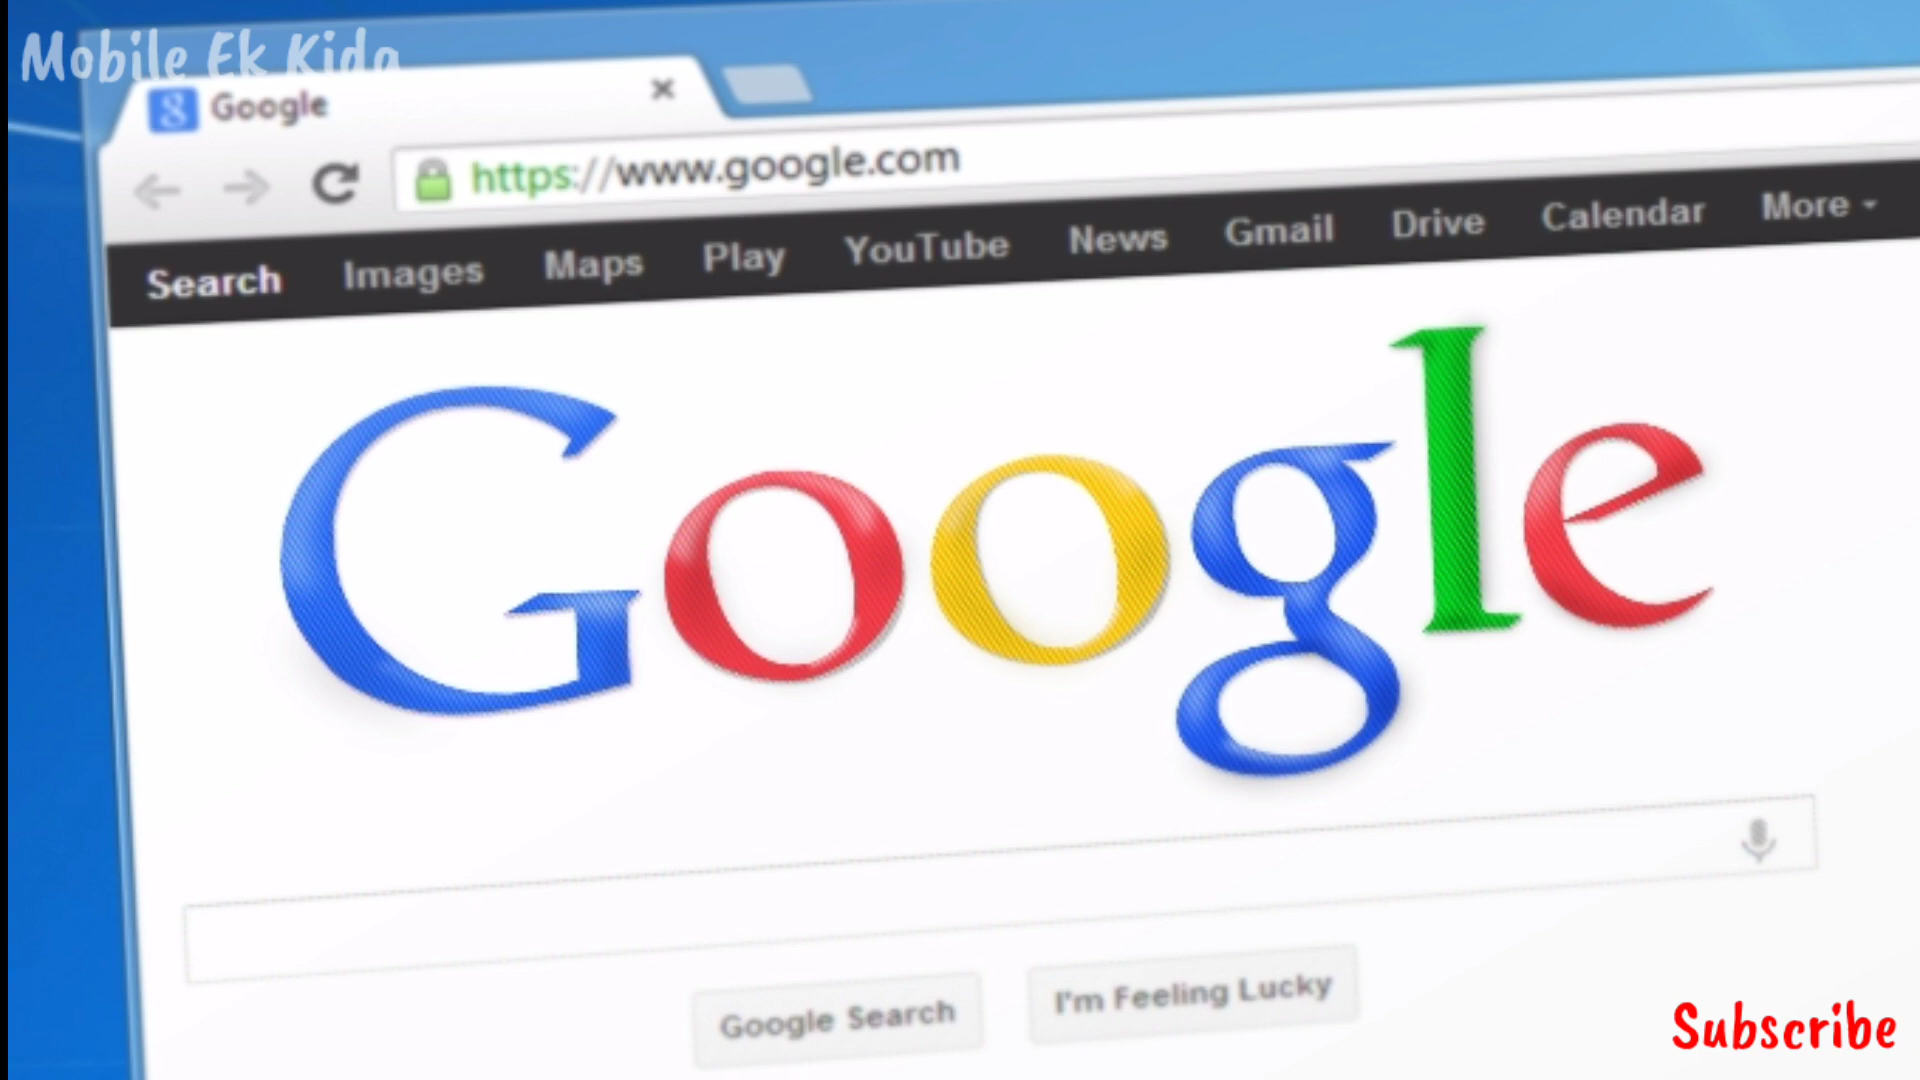 Mobile Ek Kida
Google
https://www.google.com
Search Images Maps Play YouTube News Gmail Drive Calendar More
Google
Google Search I'm Feeling Lucky
Subscribe